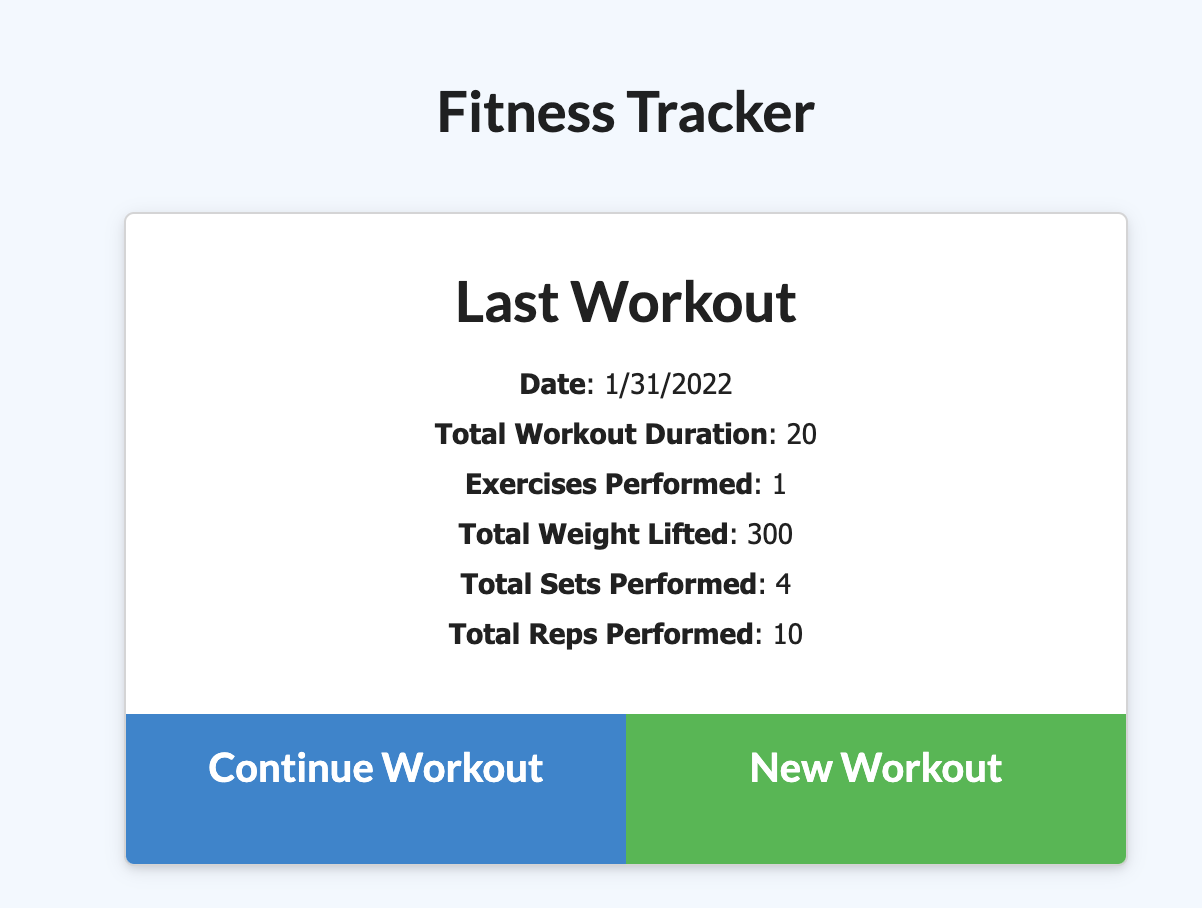 Fitness Tracker
Last Workout
Date: 1/31/2022
Total Workout Duration: 20
Exercises Performed: 1
Total Weight Lifted: 300
Total Sets Performed: 4
Total Reps Performed: 10
Continue Workout
New Workout